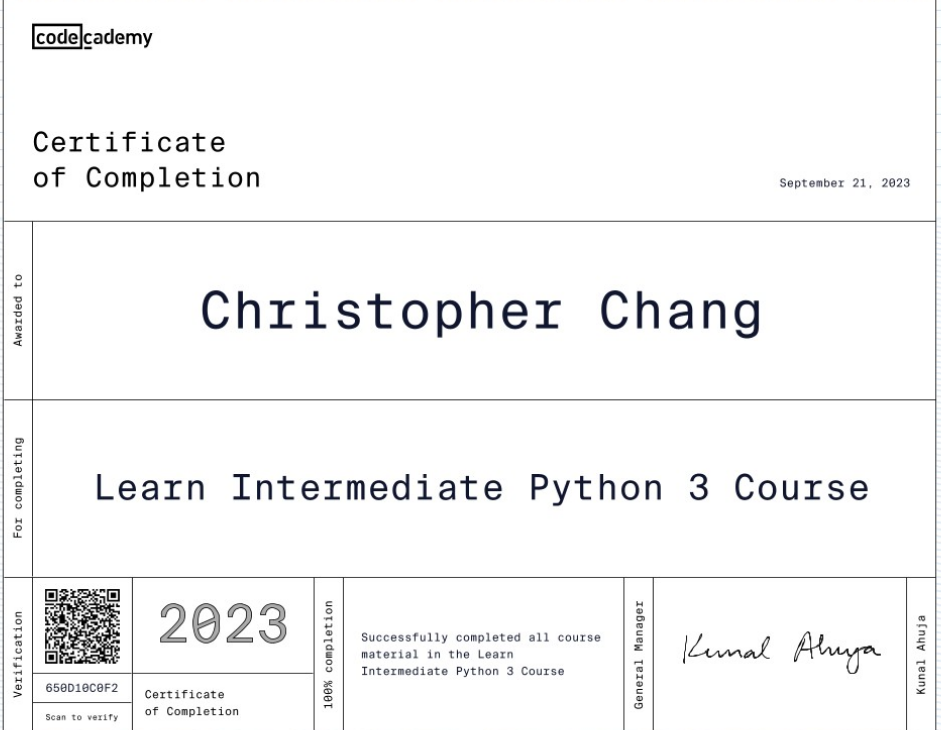 codecademy
Certificate
of Completion
September 21, 2023
Awarded to
Christopher Chang
For completing
Learn Intermediate Python 3 Course
Verification
650D10C0F2
Scan to verify
2023
Certificate
of Completion
100% completion
Successfully completed all course
material in the Learn
Intermediate Python 3 Course
General Manager
Kunal Ahuja
Kunal Ahuja